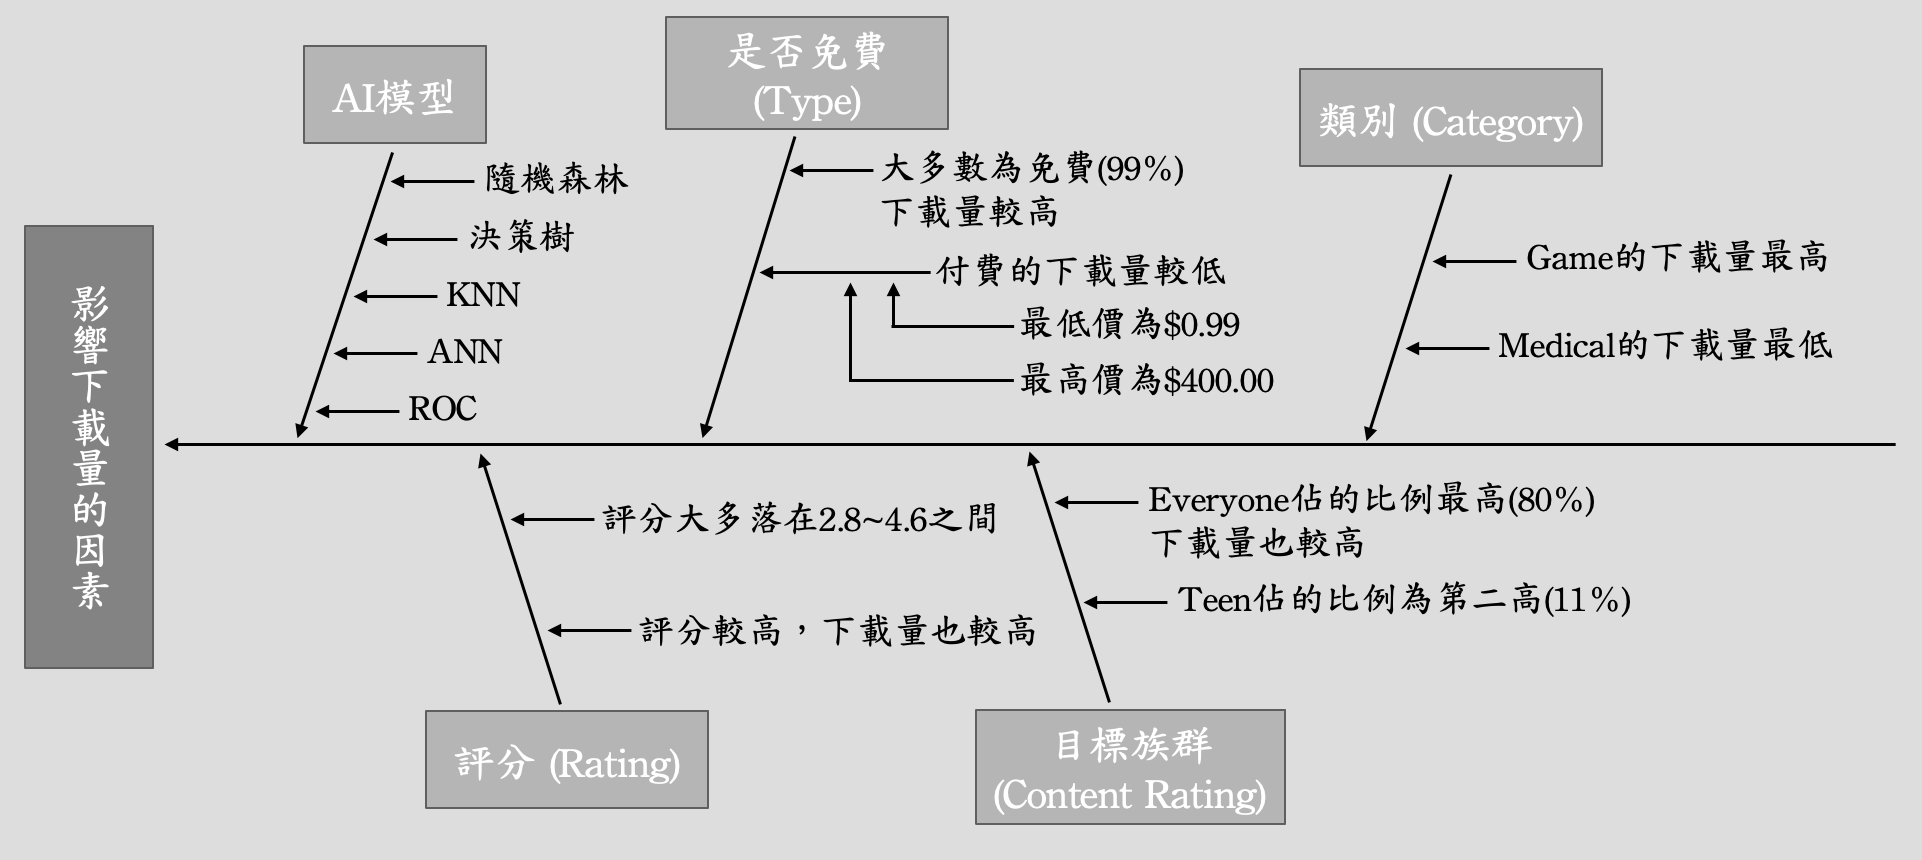 影響下載量的因素
AI模型
隨機森林
決策樹
KNN
ANN
ROC
是否免費
(Type)
大多數為免費(99%)
下載量較高
付費的下載量較低
最低價為$0.99
最高價為$400.00
類別 (Category)
Game的下載量最高
Medical的下載量最低
評分大多落在2.8~4.6之間
評分較高，下載量也較高
評分 (Rating)
Everyone佔的比例最高(80%)
下載量也較高
Teen佔的比例為第二高(11%)
目標族群
(Content Rating)